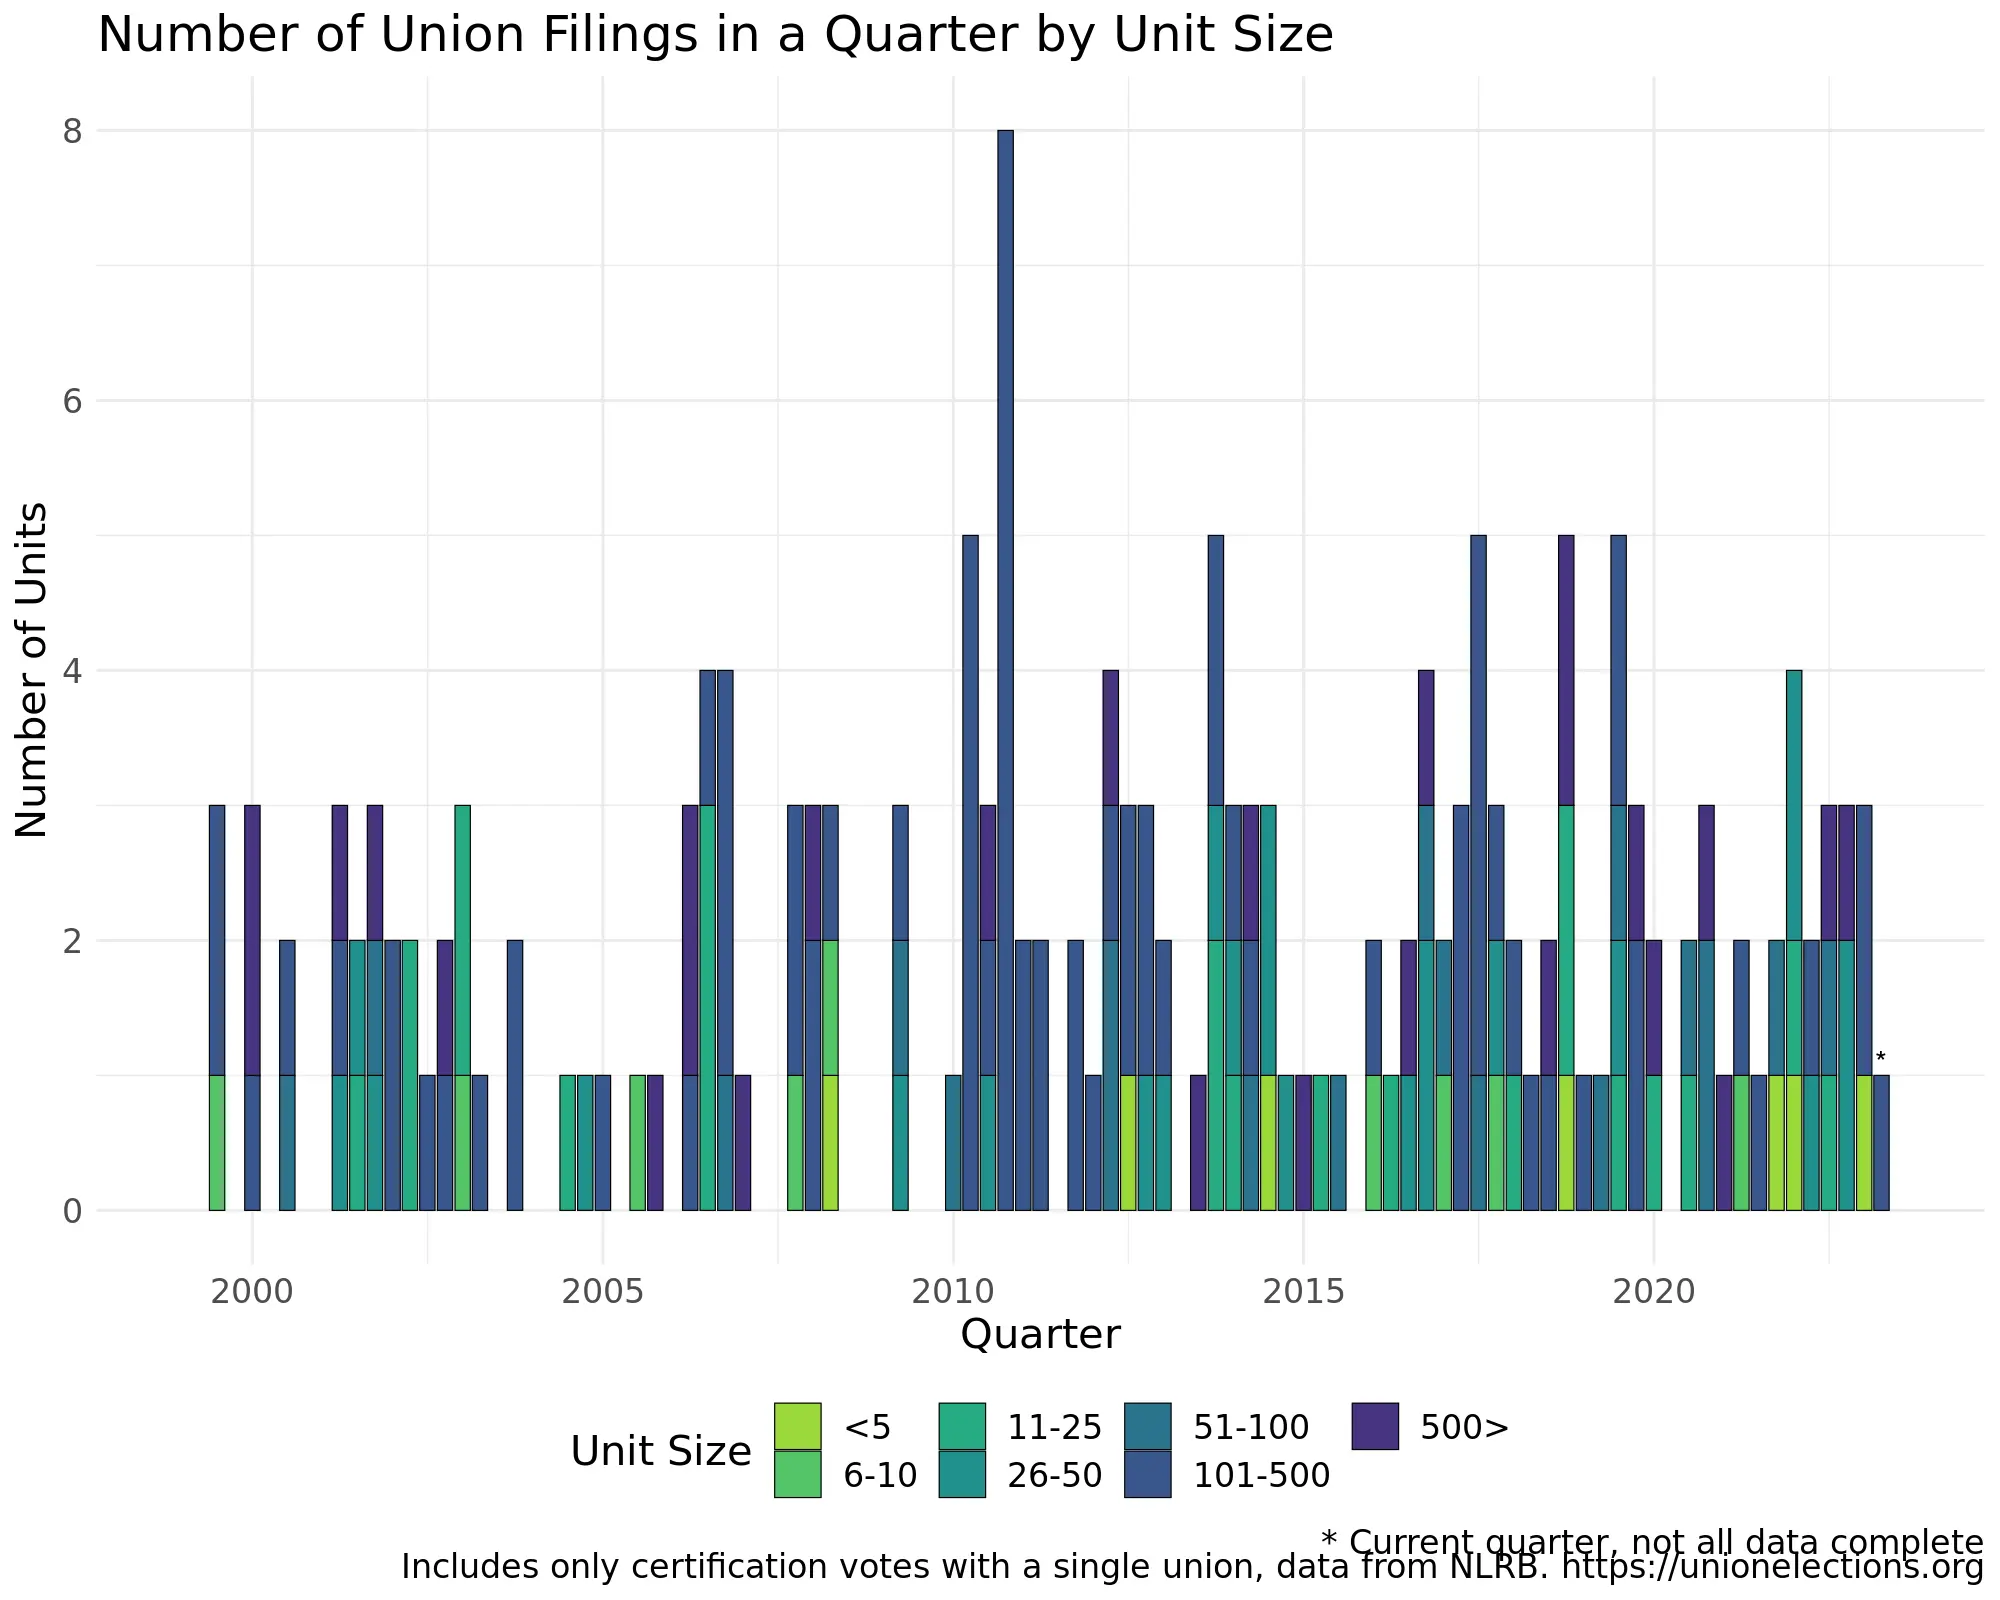 Number of Union Filings in a Quarter by Unit Size
Number of Units
8
6
4
2
0
*
2000 2005 2010 2015 2020
Quarter
Unit Size
<5 11-25 51-100 500>
6-10 26-50 101-500
* Current quarter, not all data complete
Includes only certification votes with a single union, data from NLRB. https://unionelections.org